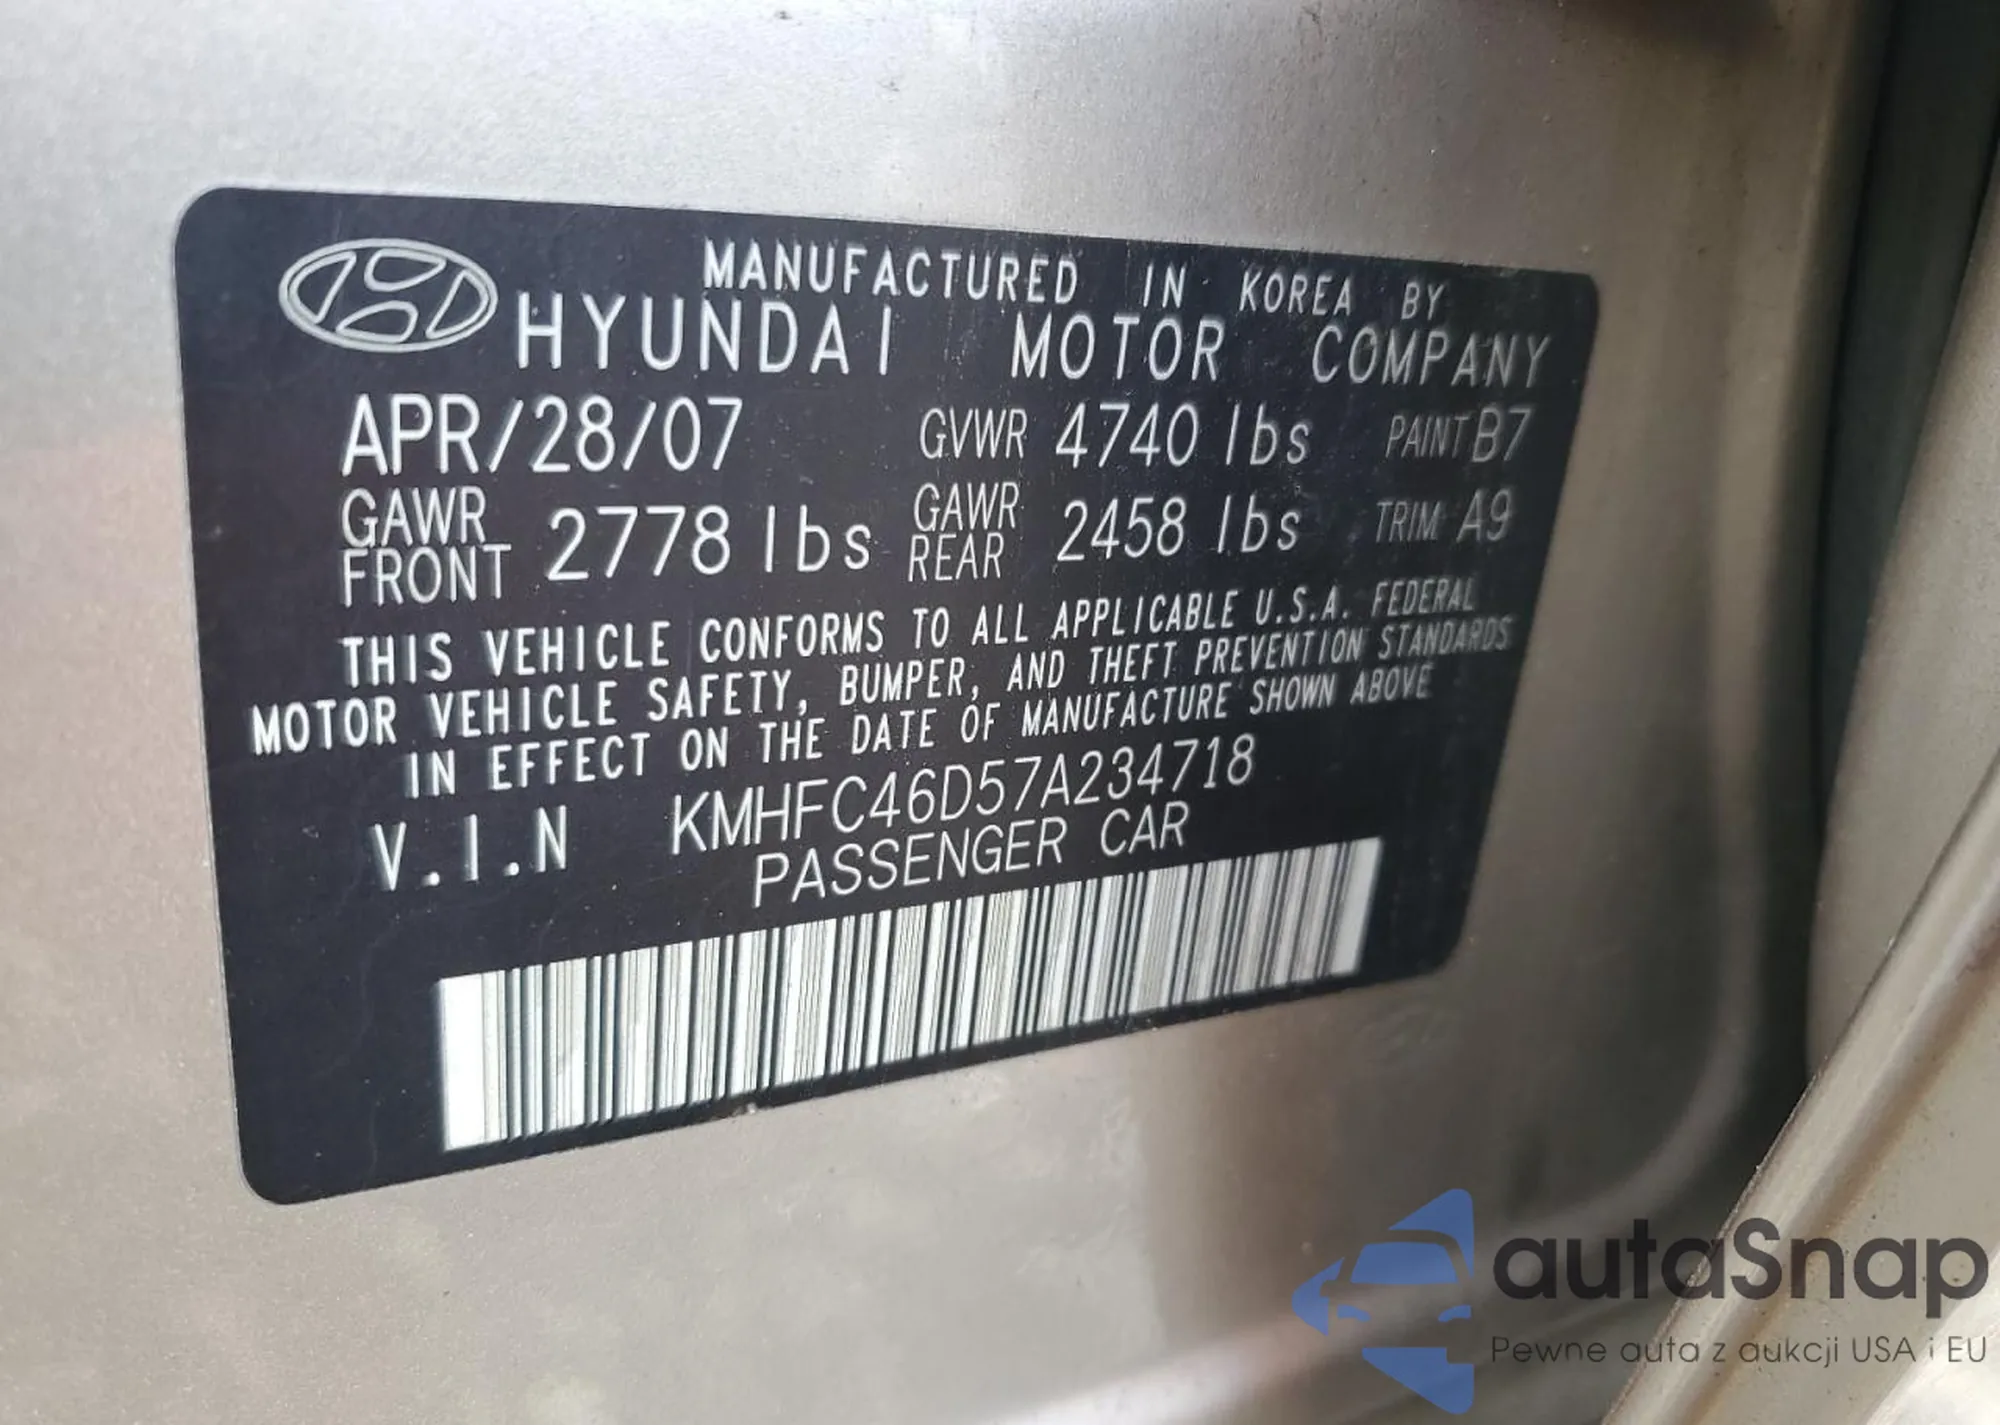 MANUFACTURED IN KOREA BY
HYUNDAI MOTOR COMPANY
APR/28/07 GVWR 4740 lbs PAINT B7
GAWR FRONT 2778 lbs GAWR REAR 2458 lbs TRIM A9
THIS VEHICLE CONFORMS TO ALL APPLICABLE U.S.A. FEDERAL
MOTOR VEHICLE SAFETY, BUMPER, AND THEFT PREVENTION STANDARDS
IN EFFECT ON THE DATE OF MANUFACTURE SHOWN ABOVE
V.I.N KMHFC46D57A234718
PASSENGER CAR
autaSnap
Pewne auta z aukcji USA i EU